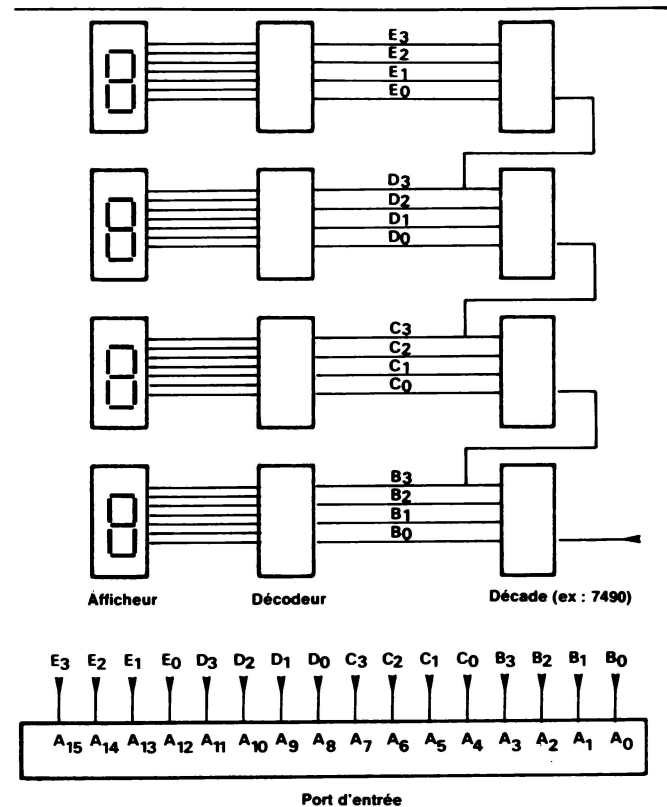 E3
E2
E1
E0
D3
D2
D1
D0
C3
C2
C1
C0
B3
B2
B1
B0
Afficheur Décodeur Décade (ex : 7490)
E3 E2 E1 E0 D3 D2 D1 D0 C3 C2 C1 C0 B3 B2 B1 B0
A15 A14 A13 A12 A11 A10 A9 A8 A7 A6 A5 A4 A3 A2 A1 A0
Port d'entrée